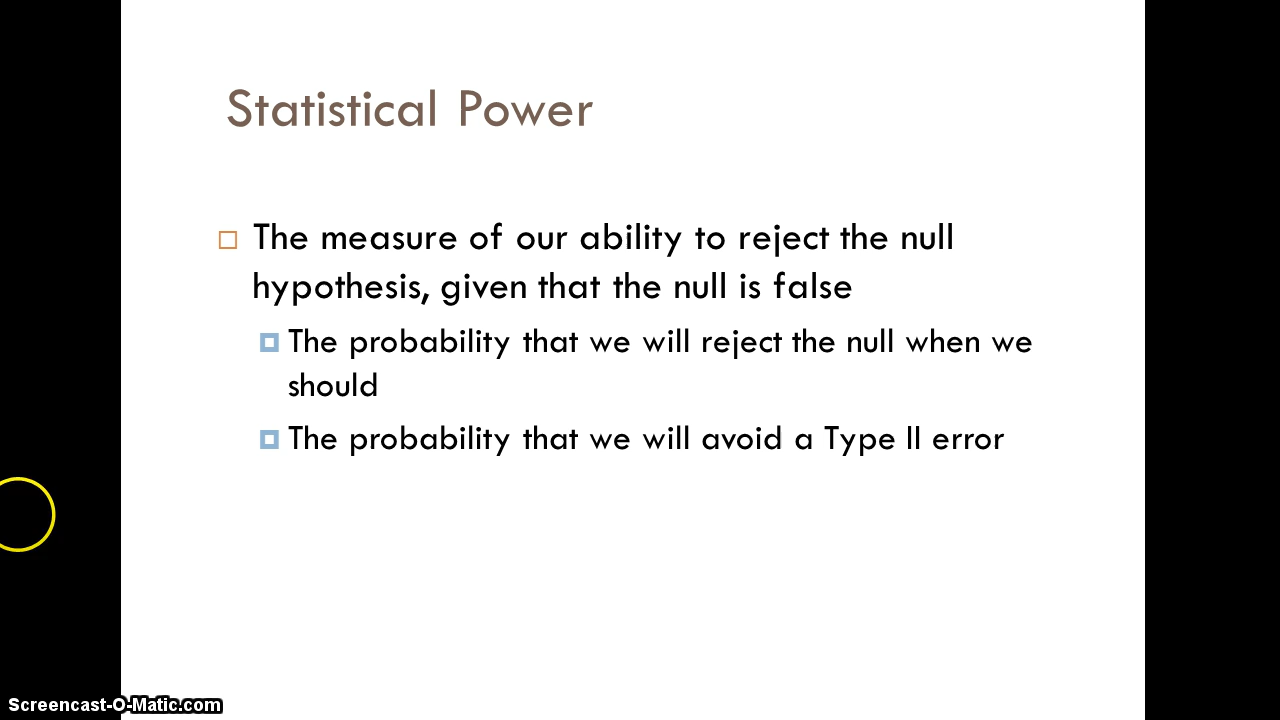 Statistical Power
The measure of our ability to reject the null
hypothesis, given that the null is false
The probability that we will reject the null when we
should
The probability that we will avoid a Type II error
Screencast-O-Matic.com